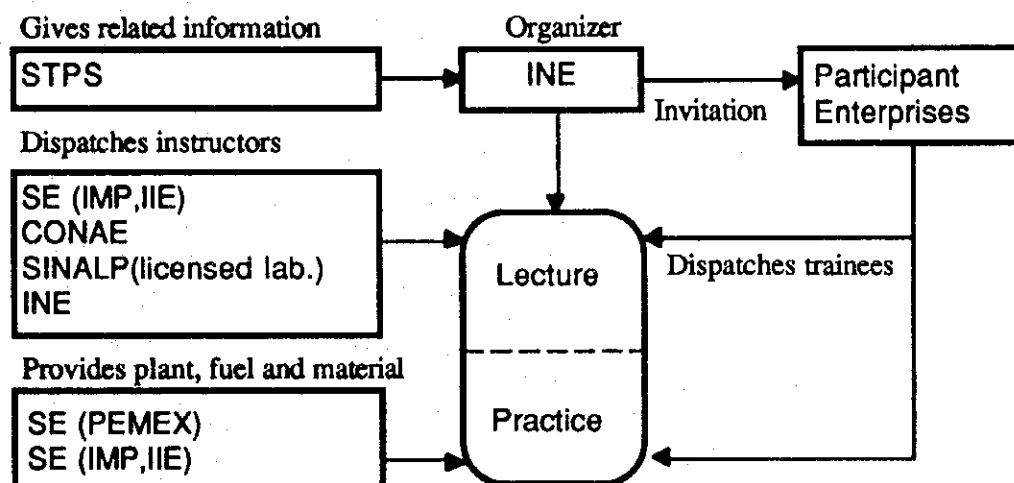 Gives related information
STPS
Organizer
INE
Invitation
Participant
Enterprises
Dispatches instructors
SE (IMP,IIE)
CONAE
SINALP(licensed lab.)
INE
Lecture
Dispatches trainees
Provides plant, fuel and material
SE (PEMEX)
SE (IMP,IIE)
Practice